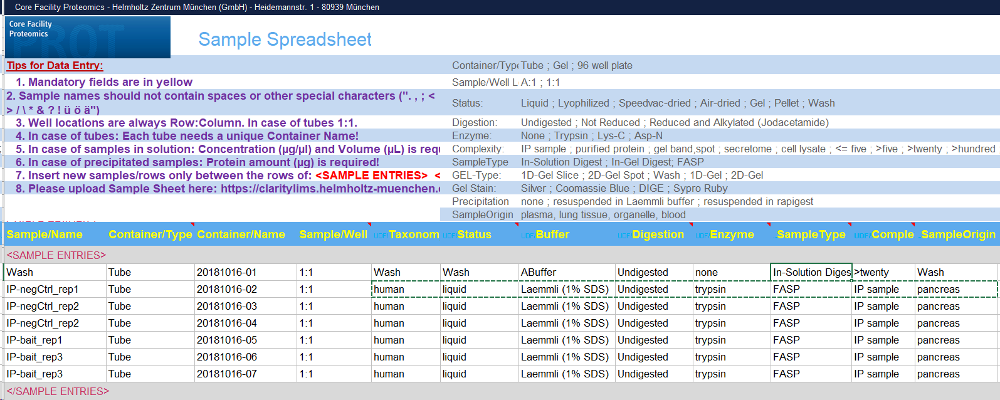 Core Facility Proteomics - Helmholtz Zentrum München (GmbH) - Heidemannstr. 1 - 80939 München
Core Facility
Proteomics
PROT
Sample Spreadsheet
Tips for Data Entry:
1. Mandatory fields are in yellow
2. Sample names should not contain spaces or other special characters (". , ; <
> / \ * & ? ! ü ö ä")
3. Well locations are always Row:Column. In case of tubes 1:1.
4. In case of tubes: Each tube needs a unique Container Name!
5. In case of samples in solution: Concentration (µg/µl) and Volume (µL) is requ
6. In case of precipitated samples: Protein amount (µg) is required!
7. Insert new samples/rows only between the rows of: <SAMPLE ENTRIES> <
8. Please upload Sample Sheet here: https://claritylims.helmholtz-muenchen.
Container/Type Tube ; Gel ; 96 well plate
Sample/Well L A:1 ; 1:1
Status: Liquid ; Lyophilized ; Speedvac-dried ; Air-dried ; Gel ; Pellet ; Wash
Digestion: Undigested ; Not Reduced ; Reduced and Alkylated (Jodacetamide)
Enzyme: None ; Trypsin ; Lys-C ; Asp-N
Complexity: IP sample ; purified protein ; gel band,spot ; secretome ; cell lysate ; <= five ; >five ; >twenty ; >hundred
SampleType In-Solution Digest ; In-Gel Digest; FASP
GEL-Type: 1D-Gel Slice ; 2D-Gel Spot ; Wash ; 1D-Gel ; 2D-Gel
Gel Stain: Silver ; Coomassie Blue ; DIGE ; Sypro Ruby
Precipitation none ; resuspended in Laemmli buffer ; resuspended in rapigest
SampleOrigin plasma, lung tissue, organelle, blood
Sample/Name Container/Type Container/Name Sample/Well UDF/Taxonom UDF/Status UDF/Buffer UDF/Digestion UDF/Enzyme ..SampleType UDF/Comple ...SampleOrigin
<SAMPLE ENTRIES>
Wash Tube 20181016-01 1:1 Wash Wash ABuffer Undigested none In-Solution Diges >twenty Wash
IP-negCtrl_rep1 Tube 20181016-02 1:1 human liquid Laemmli (1% SDS) Undigested trypsin FASP IP sample pancreas
IP-negCtrl_rep2 Tube 20181016-03 1:1 human liquid Laemmli (1% SDS) Undigested trypsin FASP IP sample pancreas
IP-negCtrl_rep2 Tube 20181016-04 1:1 human liquid Laemmli (1% SDS) Undigested trypsin FASP IP sample pancreas
IP-bait_rep1 Tube 20181016-05 1:1 human liquid Laemmli (1% SDS) Undigested trypsin FASP IP sample pancreas
IP-bait_rep3 Tube 20181016-06 1:1 human liquid Laemmli (1% SDS) Undigested trypsin FASP IP sample pancreas
IP-bait_rep3 Tube 20181016-07 1:1 human liquid Laemmli (1% SDS) Undigested trypsin FASP IP sample pancreas
</SAMPLE ENTRIES>